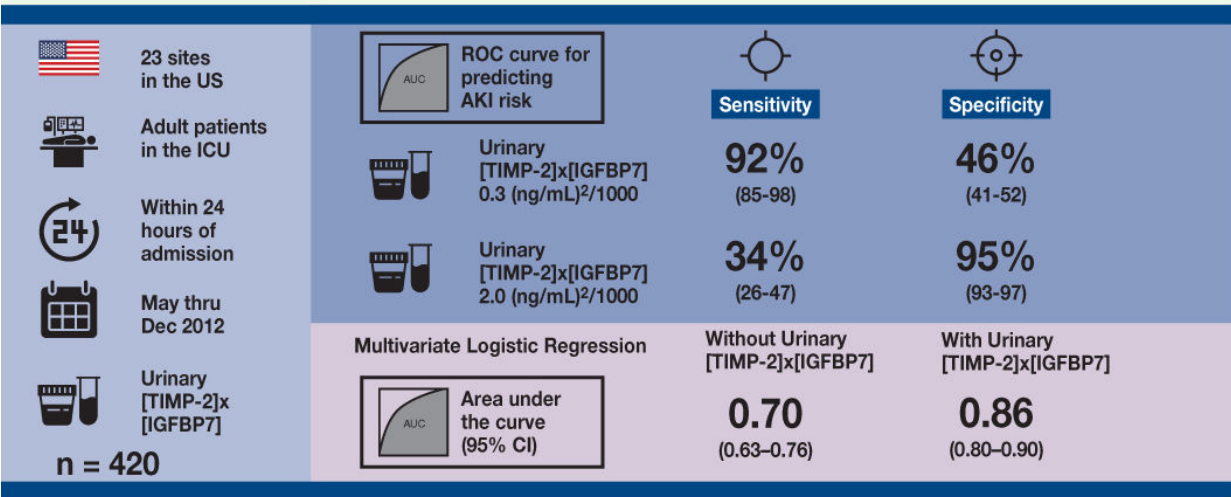 23 sites
in the US
Adult patients
in the ICU
24
Within 24
hours of
admission
May thru
Dec 2012
Urinary
[TIMP-2]x
[IGFBP7]
n = 420
AUC
ROC curve for
predicting
AKI risk
Sensitivity
Specificity
Urinary
[TIMP-2]x[IGFBP7]
0.3 (ng/mL)²/1000
92%
(85-98)
46%
(41-52)
Urinary
[TIMP-2]x[IGFBP7]
2.0 (ng/mL)²/1000
34%
(26-47)
95%
(93-97)
Multivariate Logistic Regression
Without Urinary
[TIMP-2]x[IGFBP7]
With Urinary
[TIMP-2]x[IGFBP7]
AUC
Area under
the curve
(95% CI)
0.70
(0.63–0.76)
0.86
(0.80–0.90)